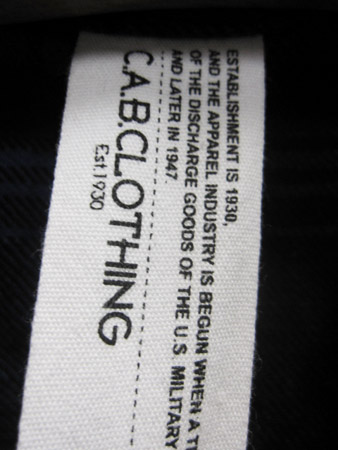 ESTABLISHMENT IS 1930,
AND THE APPAREL INDUSTRY IS BEGUN WHEN A T
OF THE DISCHARGE GOODS OF THE U.S. MILITARY
AND LATER IN 1947.
C.A.B.CLOTHING
Est.1930